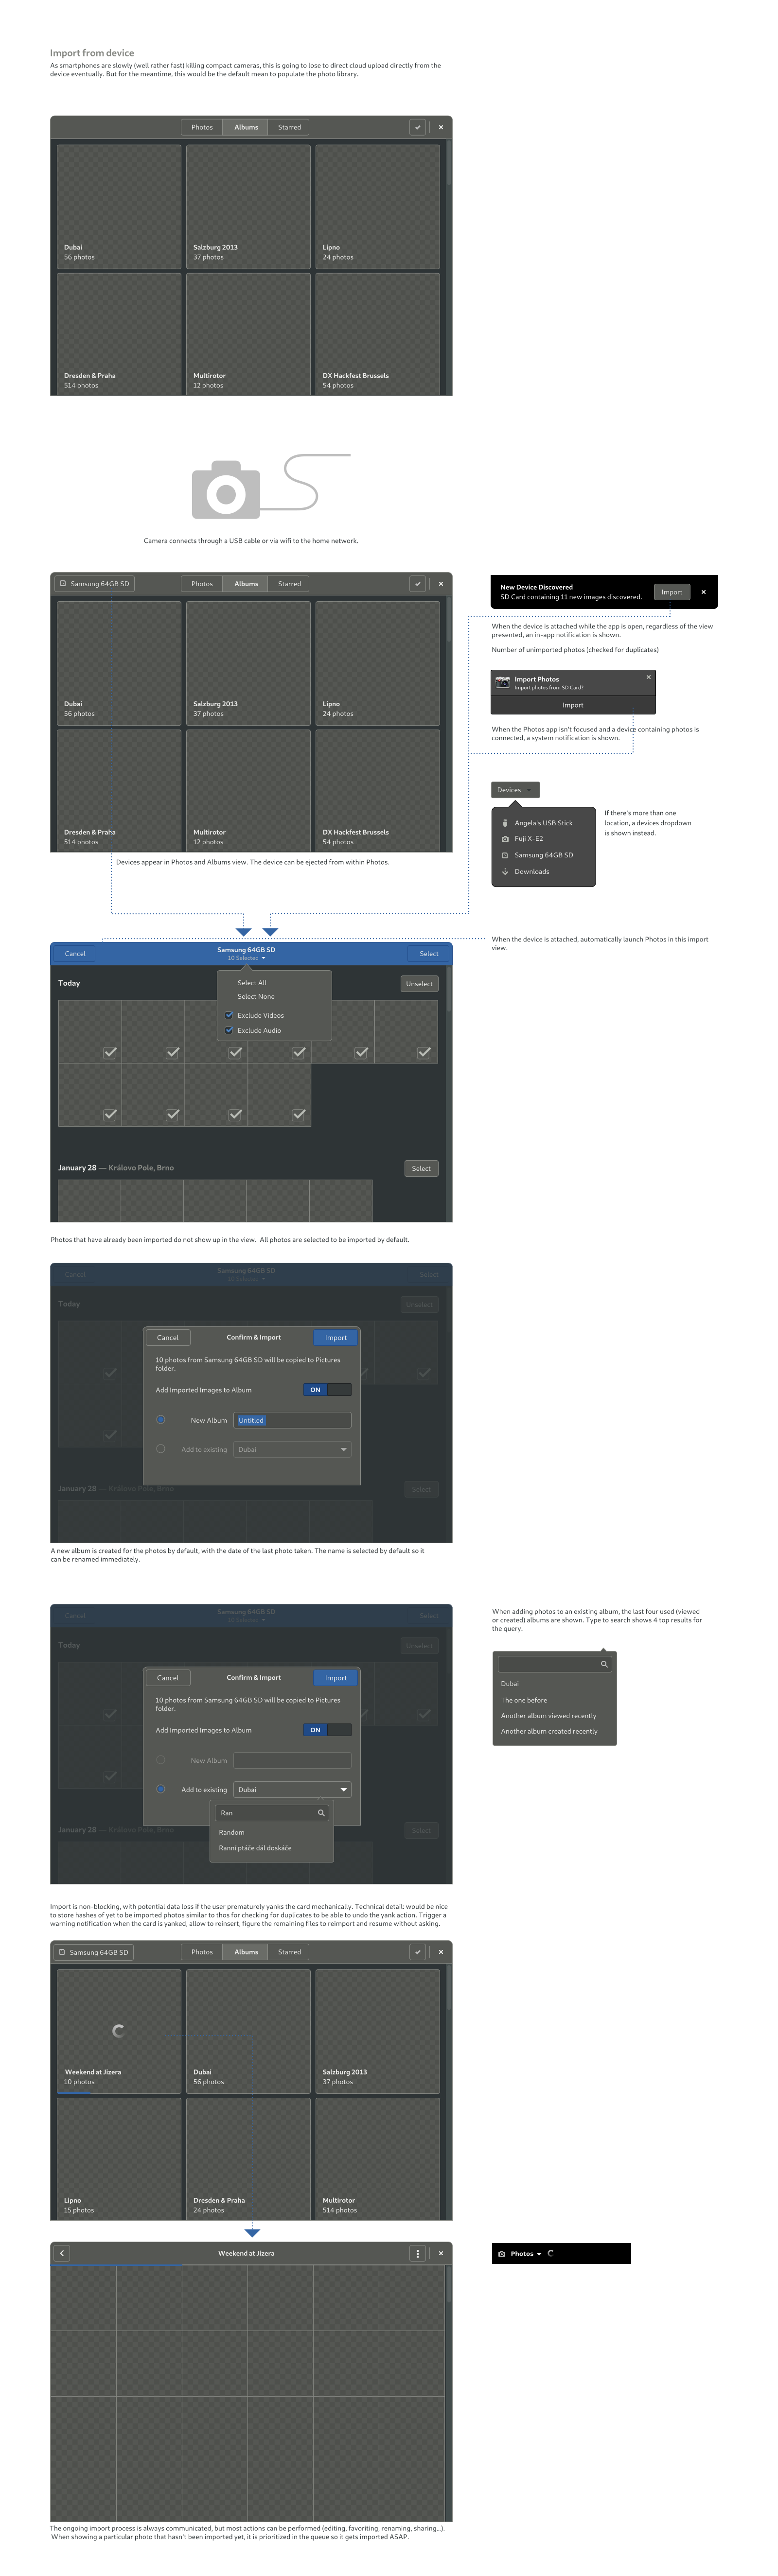 Import from device
As smartphones are slowly (well rather fast) killing compact cameras, this is going to lose to direct cloud upload directly from the
device eventually. But for the meantime, this would be the default mean to populate the photo library.
Photos Albums Starred
Dubai
56 photos
Salzburg 2013
37 photos
Lipno
24 photos
Dresden & Praha
514 photos
Multirotor
12 photos
DX Hackfest Brussels
54 photos
Camera connects through a USB cable or via wifi to the home network.
Samsung 64GB SD Photos Albums Starred
Dubai
56 photos
Salzburg 2013
37 photos
Lipno
24 photos
Dresden & Praha
514 photos
Multirotor
12 photos
DX Hackfest Brussels
54 photos
Devices appear in Photos and Albums view. The device can be ejected from within Photos.
New Device Discovered
SD Card containing 11 new images discovered.
Import
When the device is attached while the app is open, regardless of the view
presented, an in-app notification is shown.
Number of unimported photos (checked for duplicates)
Import Photos
Import photos from SD Card?
Import
When the Photos app isn't focused and a device containing photos is
connected, a system notification is shown.
Devices
Angela's USB Stick
Fuji X-E2
Samsung 64GB SD
Downloads
If there's more than one
location, a devices dropdown
is shown instead.
Cancel
Samsung 64GB SD
10 Selected
Select
When the device is attached, automatically launch Photos in this import
view.
Today
Unselect
Select All
Select None
Exclude Videos
Exclude Audio
January 28 — Královo Pole, Brno
Select
Photos that have already been imported do not show up in the view. All photos are selected to be imported by default.
Cancel
Samsung 64GB SD
10 Selected
Select
Today
Unselect
Cancel Confirm & Import Import
10 photos from Samsung 64GB SD will be copied to Pictures
folder.
Add Imported Images to Album ON
New Album Untitled
Add to existing Dubai
January 28 — Královo Pole, Brno
Select
A new album is created for the photos by default, with the date of the last photo taken. The name is selected by default so it
can be renamed immediately.
Cancel
Samsung 64GB SD
10 Selected
Select
Today
Unselect
Cancel Confirm & Import Import
10 photos from Samsung 64GB SD will be copied to Pictures
folder.
Add Imported Images to Album ON
New Album
Add to existing Dubai
Ran
Random
Ranní ptáče dál doskáče
January 28 — Královo Pole, Brno
Select
When adding photos to an existing album, the last four used (viewed
or created) albums are shown. Type to search shows 4 top results for
the query.
Dubai
The one before
Another album viewed recently
Another album created recently
Import is non-blocking, with potential data loss if the user prematurely yanks the card mechanically. Technical detail: would be nice
to store hashes of yet to be imported photos similar to thos for checking for duplicates to be able to undo the yank action. Trigger a
warning notification when the card is yanked, allow to reinsert, figure the remaining files to reimport and resume without asking.
Samsung 64GB SD Photos Albums Starred
Weekend at Jizera
10 photos
Dubai
56 photos
Salzburg 2013
37 photos
Lipno
15 photos
Dresden & Praha
24 photos
Multirotor
514 photos
Weekend at Jizera
Photos
The ongoing import process is always communicated, but most actions can be performed (editing, favoriting, renaming, sharing...).
When showing a particular photo that hasn't been imported yet, it is prioritized in the queue so it gets imported ASAP.